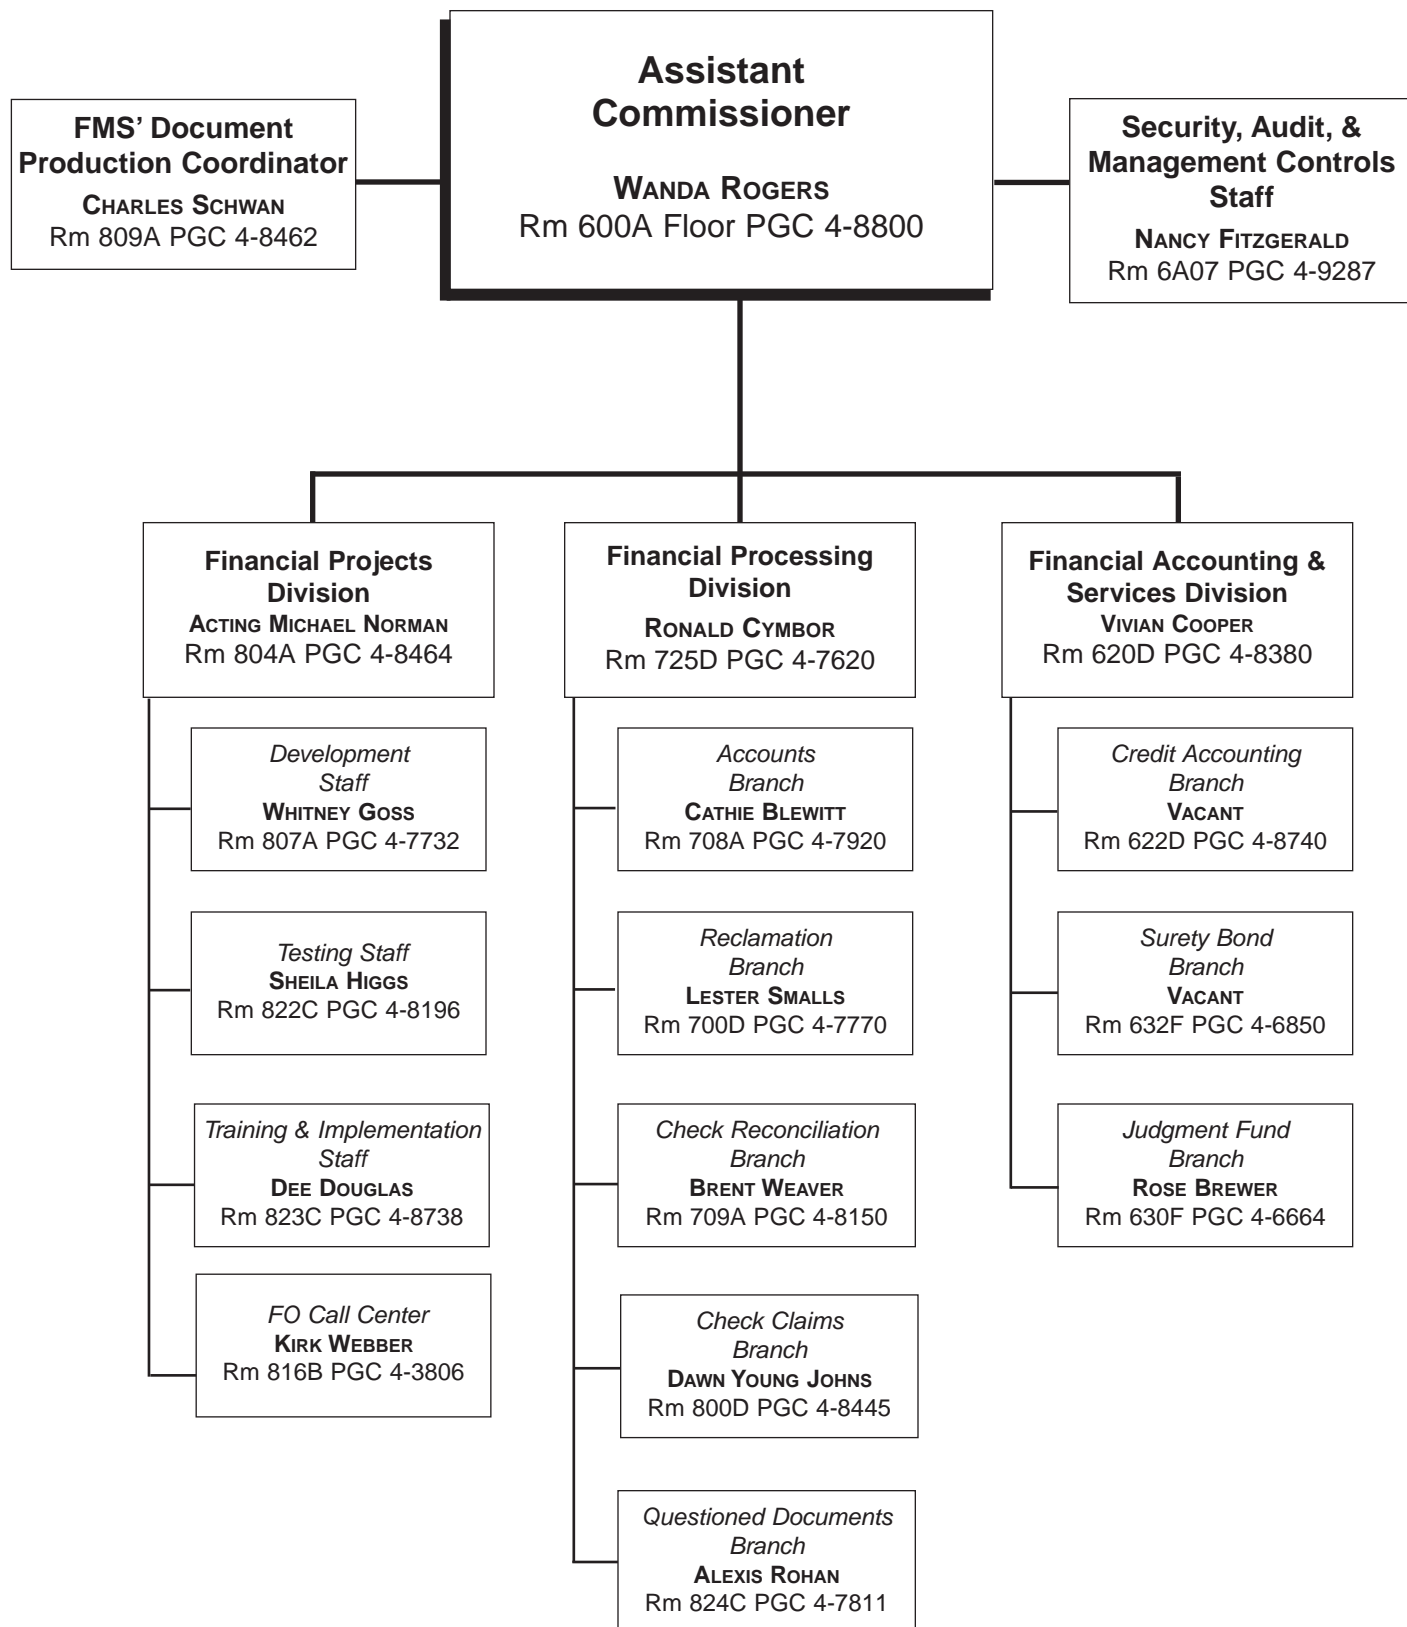 Assistant
Commissioner
WANDA ROGERS
Rm 600A Floor PGC 4-8800
FMS’ Document
Production Coordinator
CHARLES SCHWAN
Rm 809A PGC 4-8462
Security, Audit, &
Management Controls
Staff
NANCY FITZGERALD
Rm 6A07 PGC 4-9287
Financial Projects
Division
ACTING MICHAEL NORMAN
Rm 804A PGC 4-8464
Development
Staff
WHITNEY GOSS
Rm 807A PGC 4-7732
Testing Staff
SHEILA HIGGS
Rm 822C PGC 4-8196
Training & Implementation
Staff
DEE DOUGLAS
Rm 823C PGC 4-8738
FO Call Center
KIRK WEBBER
Rm 816B PGC 4-3806
Financial Processing
Division
RONALD CYMBOR
Rm 725D PGC 4-7620
Accounts
Branch
CATHIE BLEWITT
Rm 708A PGC 4-7920
Reclamation
Branch
LESTER SMALLS
Rm 700D PGC 4-7770
Check Reconciliation
Branch
BRENT WEAVER
Rm 709A PGC 4-8150
Check Claims
Branch
DAWN YOUNG JOHNS
Rm 800D PGC 4-8445
Questioned Documents
Branch
ALEXIS ROHAN
Rm 824C PGC 4-7811
Financial Accounting &
Services Division
VIVIAN COOPER
Rm 620D PGC 4-8380
Credit Accounting
Branch
VACANT
Rm 622D PGC 4-8740
Surety Bond
Branch
VACANT
Rm 632F PGC 4-6850
Judgment Fund
Branch
ROSE BREWER
Rm 630F PGC 4-6664